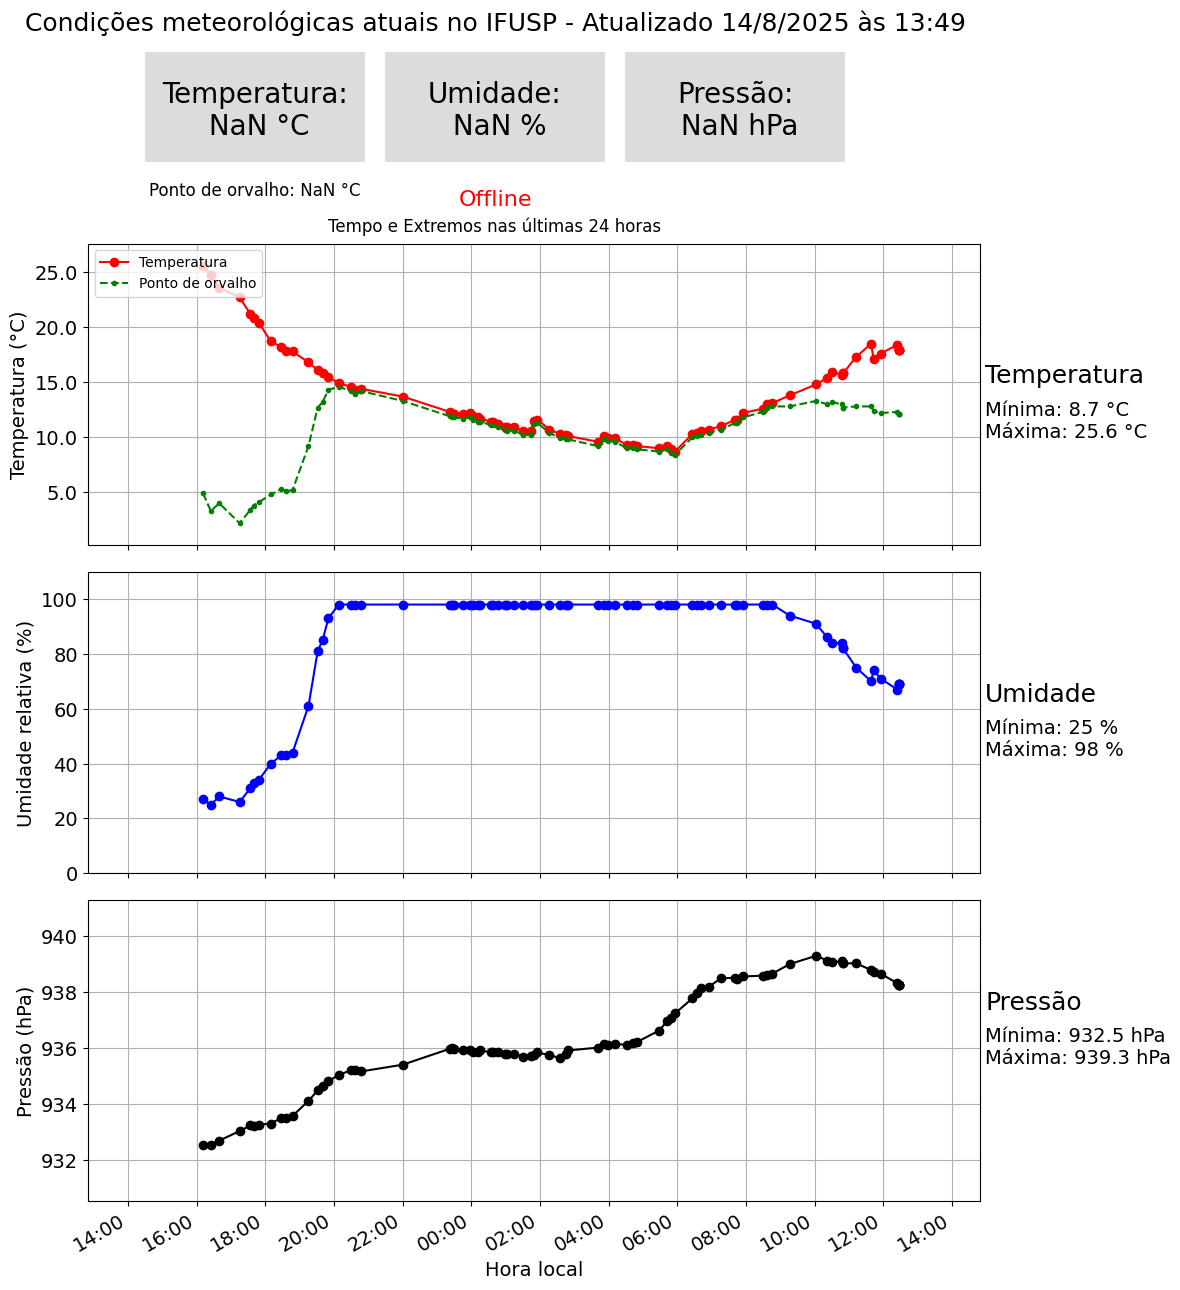 Condições meteorológicas atuais no IFUSP - Atualizado 14/8/2025 às 13:49
Temperatura:
NaN °C
Umidade:
NaN %
Pressão:
NaN hPa
Ponto de orvalho: NaN °C
Offline
Tempo e Extremos nas últimas 24 horas
Temperatura (°C)
25.0
20.0
15.0
10.0
5.0
Temperatura
Ponto de orvalho
Temperatura
Mínima: 8.7 °C
Máxima: 25.6 °C
Umidade relativa (%)
100
80
60
40
20
0
Umidade
Mínima: 25 %
Máxima: 98 %
Pressão (hPa)
940
938
936
934
932
Pressão
Mínima: 932.5 hPa
Máxima: 939.3 hPa
14:00 16:00 18:00 20:00 22:00 00:00 02:00 04:00 06:00 08:00 10:00 12:00 14:00
Hora local